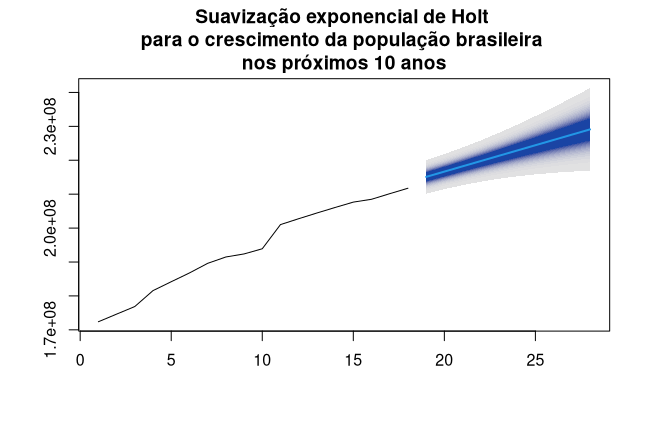 Suavização exponencial de Holt
para o crescimento da população brasileira
nos próximos 10 anos
2.3e+08
2.0e+08
1.7e+08
0 5 10 15 20 25